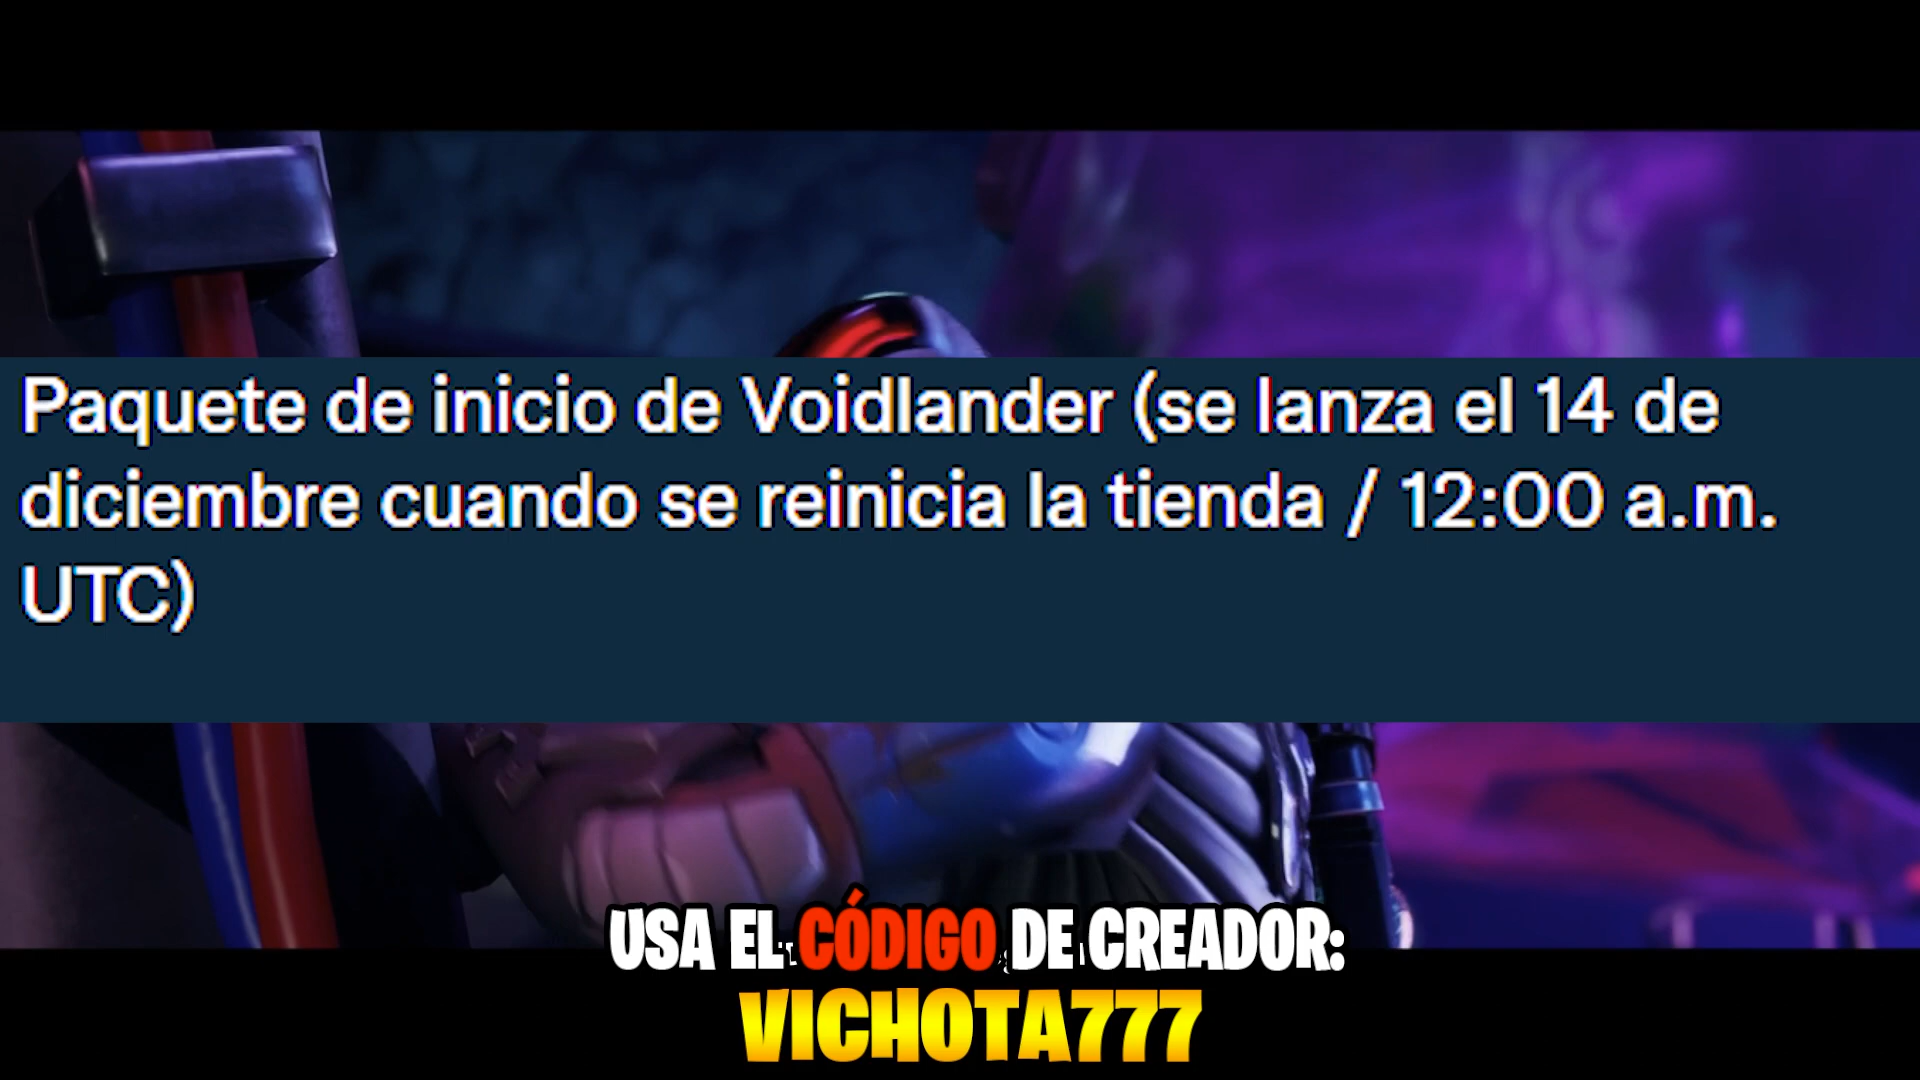 Paquete de inicio de Voidlander (se lanza el 14 de
diciembre cuando se reinicia la tienda / 12:00 a.m.
UTC)
USA EL CÓDIGO DE CREADOR:
VICHOTA777